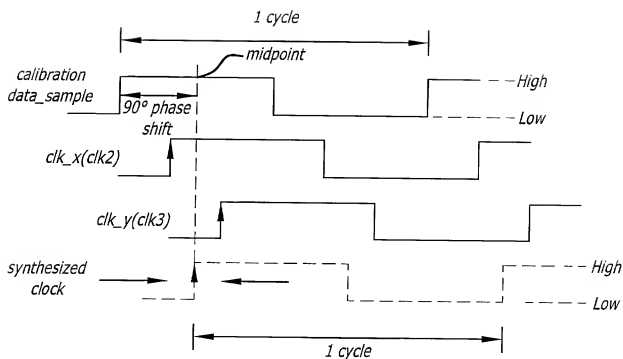 1 cycle
midpoint
calibration
data_sample
High
90° phase
shift
Low
clk_x(clk2)
clk_y(clk3)
synthesized
clock
High
Low
1 cycle